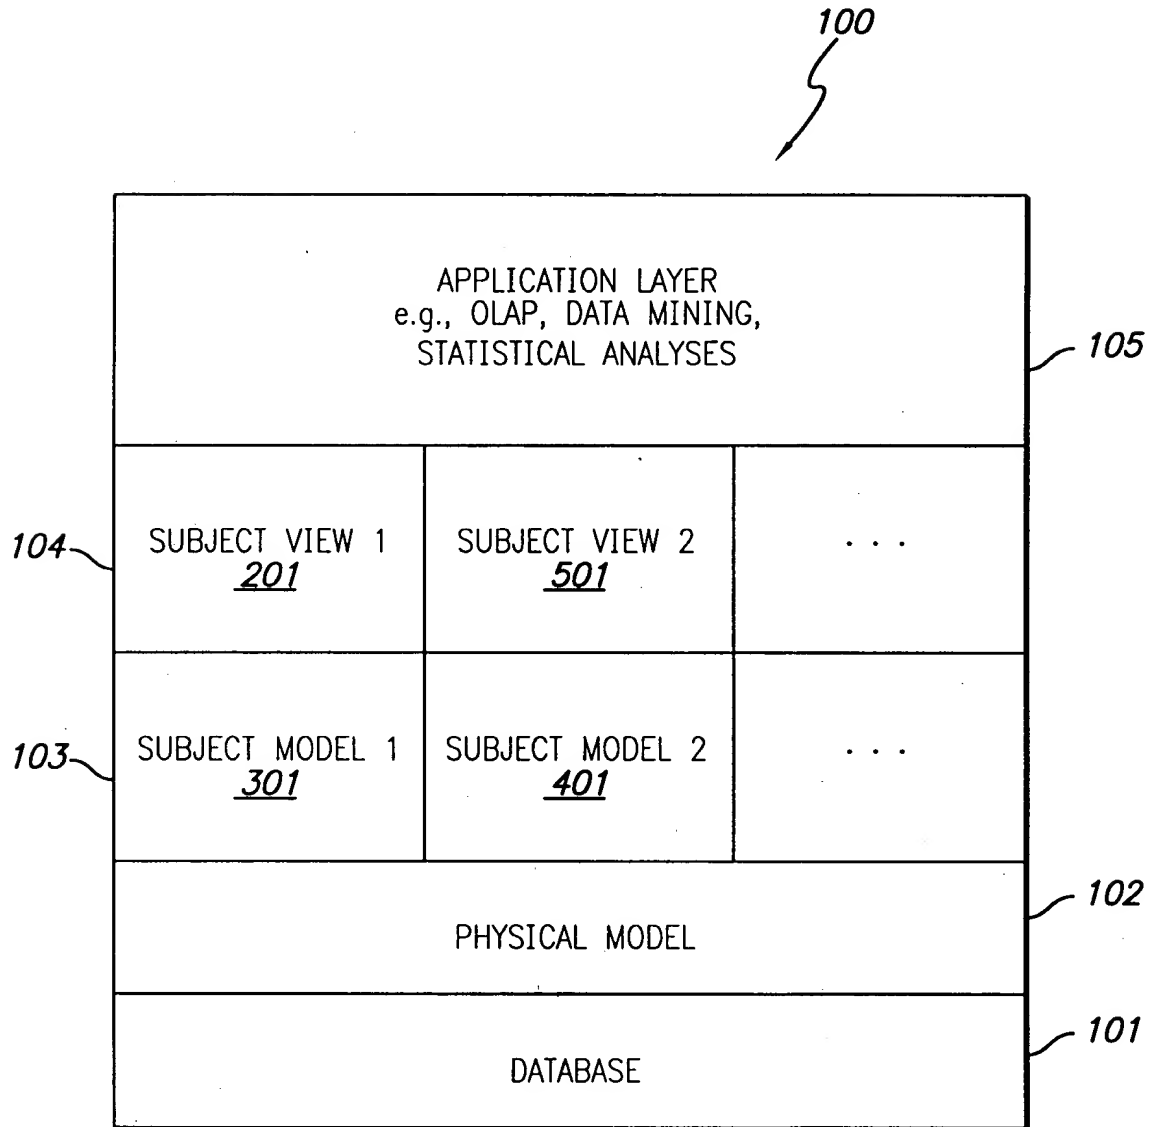 100
APPLICATION LAYER
e.g., OLAP, DATA MINING,
STATISTICAL ANALYSES
105
104
SUBJECT VIEW 1
201
SUBJECT VIEW 2
501
. . .
103
SUBJECT MODEL 1
301
SUBJECT MODEL 2
401
. . .
102
PHYSICAL MODEL
101
DATABASE